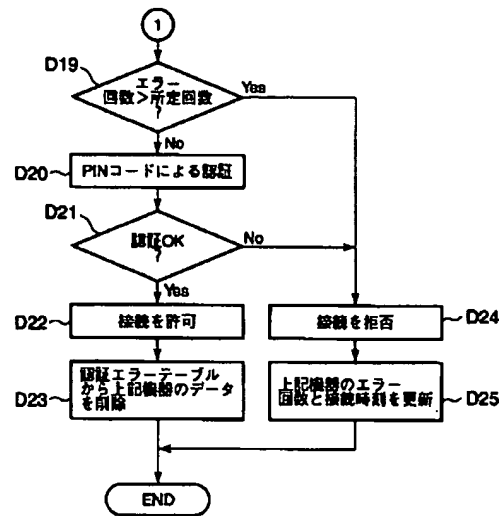 1
D19
エラー
回数>所定回数
?
Yes
No
D20
PINコードによる認証
D21
認証OK
?
No
Yes
D22
接続を許可
D24
接続を拒否
D23
認証エラーテーブル
から上記機器のデータ
を削除
上記機器のエラー
回数と接続時刻を更新
D25
END